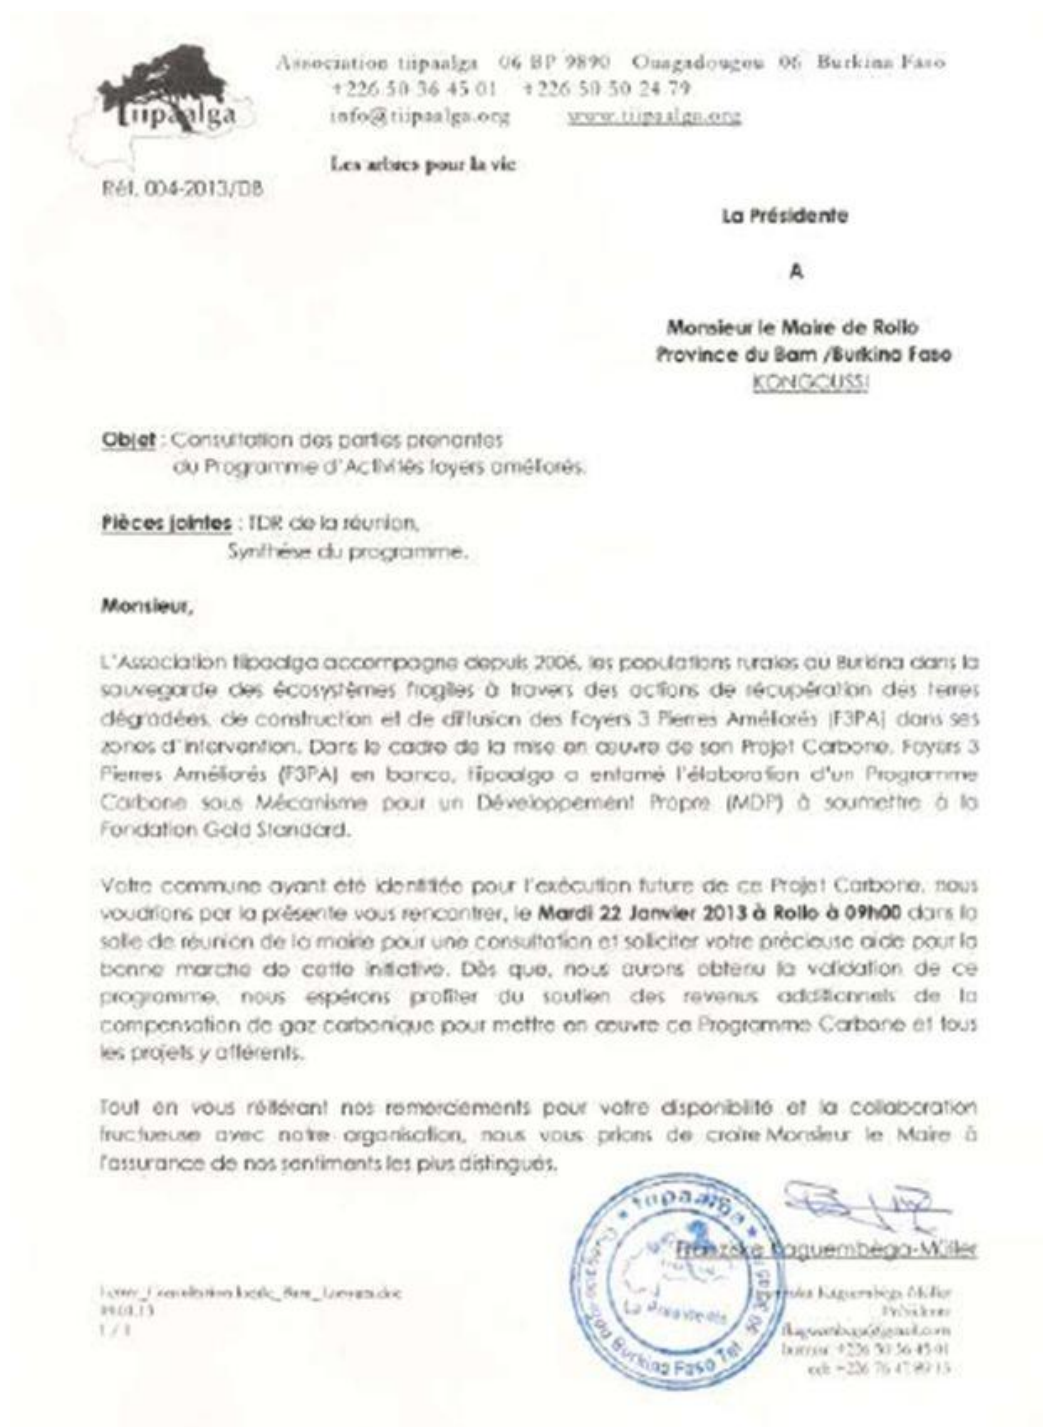 Association tiipaalga 06 BP 9890 Ouagadougou 06 Burkina Faso
+226 50 36 45 01 +226 50 50 24 79
tiipaalga
info@tiipaalga.org www.tiipaalga.org
Les arbres pour la vie
Réf. 004-2013/DB
La Présidente
A
Monsieur le Maire de Rollo
Province du Bam /Burkina Faso
KONGOUSSI
Objet : Consultation des parties prenantes
du Programme d'Activités foyers améliorés.
Pièces jointes : TDR de la réunion,
Synthèse du programme.
Monsieur,
L'Association tiipaalga accompagne depuis 2006, les populations rurales au Burkina dans la
sauvegarde des écosystèmes fragiles à travers des actions de récupération des terres
dégradées, de construction et de diffusion des Foyers 3 Pierres Améliorés (F3PA) dans ses
zones d'intervention. Dans le cadre de la mise en œuvre de son Projet Carbone, Foyers 3
Pierres Améliorés (F3PA) en banco, tiipaalga a entamé l'élaboration d'un Programme
Carbone sous Mécanisme pour un Développement Propre (MDP) à soumettre à la
Fondation Gold Standard.
Votre commune ayant été identifiée pour l'exécution future de ce Projet Carbone, nous
voudrions par la présente vous rencontrer, le Mardi 22 Janvier 2013 à Rollo à 09h00 dans la
salle de réunion de la mairie pour une consultation et solliciter votre précieuse aide pour la
bonne marche de cette initiative. Dès que, nous aurons obtenu la validation de ce
programme, nous espérons profiter du soutien des revenus additionnels de la
compensation de gaz carbonique pour mettre en œuvre ce Programme Carbone et tous
les projets y afférents.
Tout en vous réitérant nos remerciements pour votre disponibilité et la collaboration
fructueuse avec notre organisation, nous vous prions de croire Monsieur le Maire à
l'assurance de nos sentiments les plus distingués.
tiipaalga
La Présidente
Burkina Faso Tel
Franziska Kaguembèga-Müller
Kaguembèga-Müller
Présidente
bureau +226 50 36 45 01
cell: +226 76
09.01.13
1 / 1